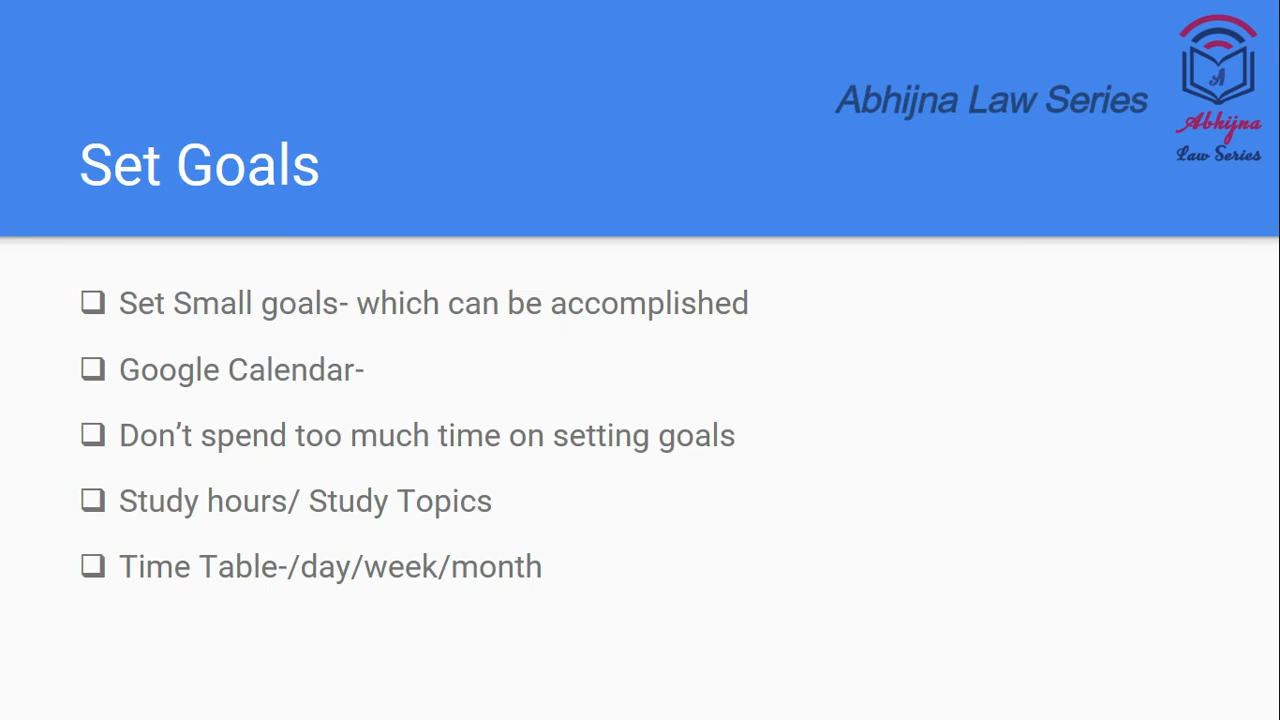 Abhijna Law Series
A
Abhijna
Law Series
Set Goals
Set Small goals- which can be accomplished
Google Calendar-
Don’t spend too much time on setting goals
Study hours/ Study Topics
Time Table-/day/week/month